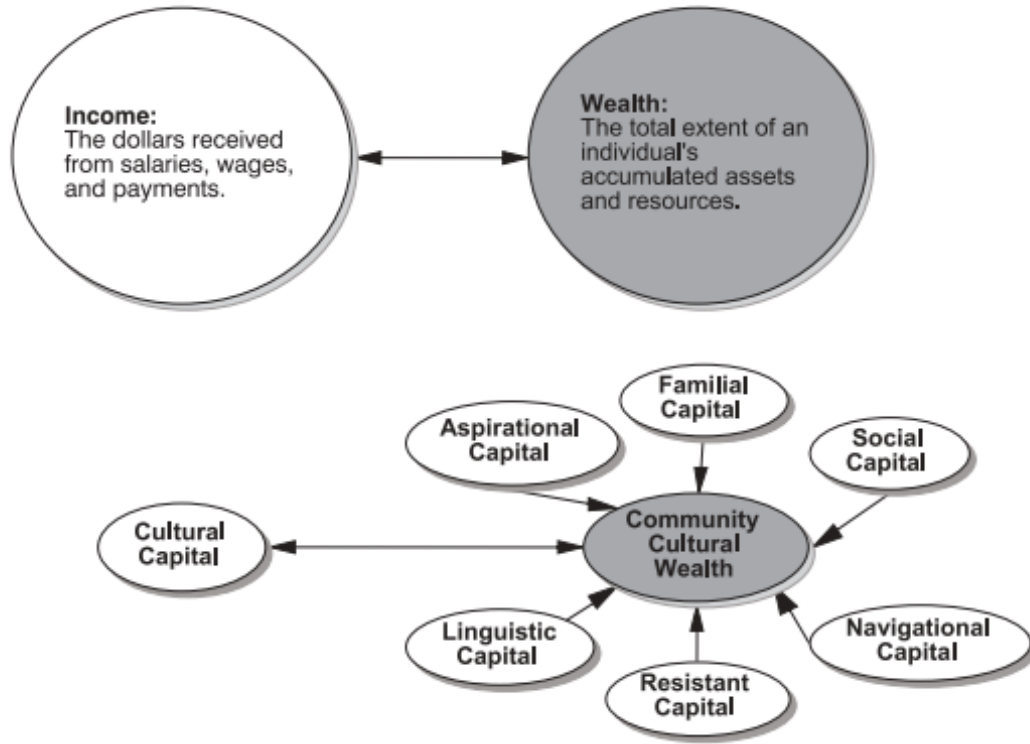 Income:
The dollars received
from salaries, wages,
and payments.
Wealth:
The total extent of an
individual's
accumulated assets
and resources.
Familial
Capital
Aspirational
Capital
Social
Capital
Cultural
Capital
Community
Cultural
Wealth
Linguistic
Capital
Navigational
Capital
Resistant
Capital